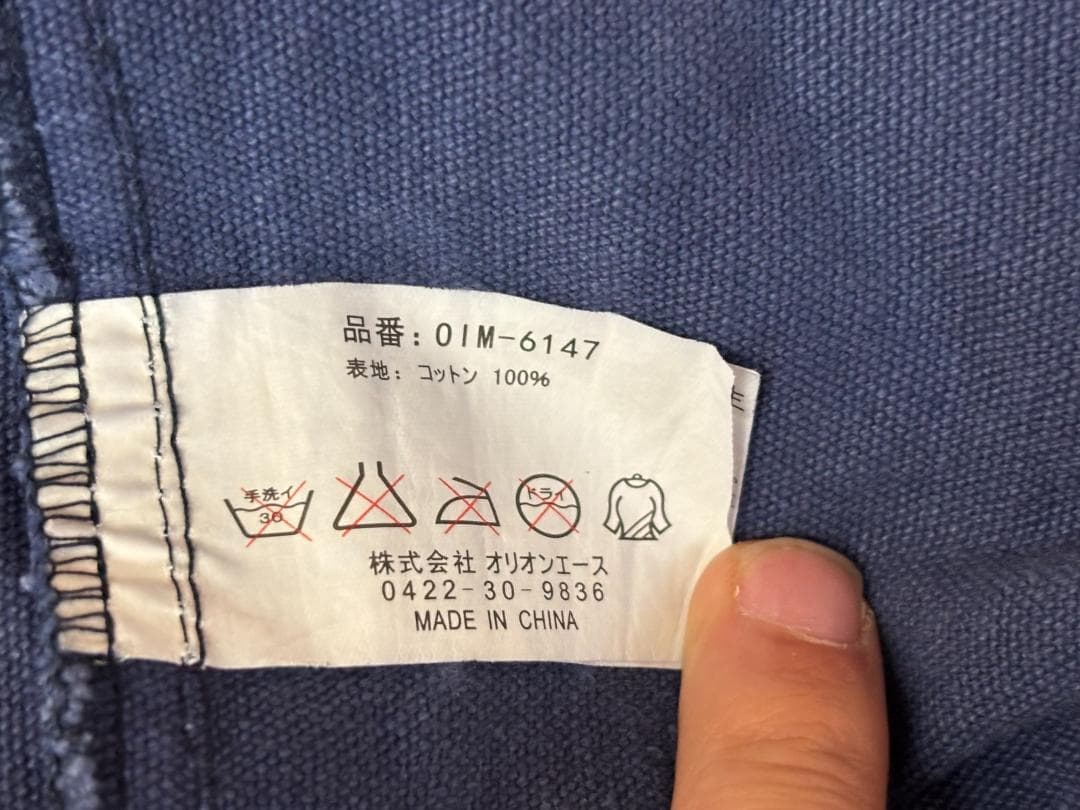 品番: OIM-6147
表地: コットン 100%
手洗イ
30
ドライ
株式会社 オリオンエース
0422-30-9836
MADE IN CHINA